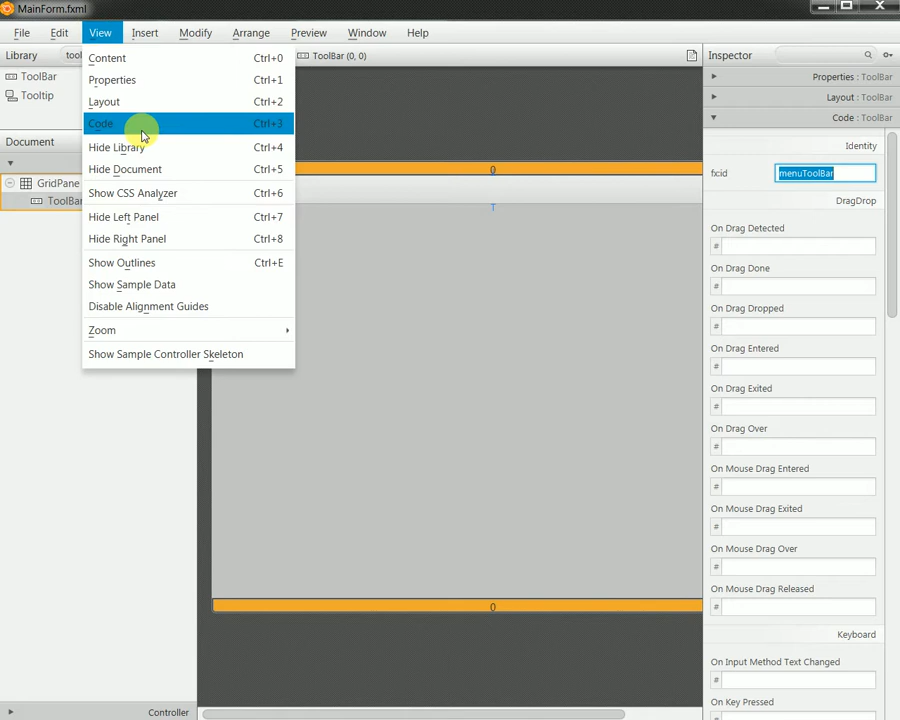 MainForm.fxml
File Edit View Insert Modify Arrange Preview Window Help
Library tool
ToolBar
Tooltip
Document
GridPane
ToolBar
Controller
Content Ctrl+0
Properties Ctrl+1
Layout Ctrl+2
Code Ctrl+3
Hide Library Ctrl+4
Hide Document Ctrl+5
Show CSS Analyzer Ctrl+6
Hide Left Panel Ctrl+7
Hide Right Panel Ctrl+8
Show Outlines Ctrl+E
Show Sample Data
Disable Alignment Guides
Zoom
Show Sample Controller Skeleton
ToolBar (0, 0)
0
T
0
Inspector
Properties : ToolBar
Layout : ToolBar
Code : ToolBar
Identity
fx:id menuToolBar
DragDrop
On Drag Detected
#
On Drag Done
#
On Drag Dropped
#
On Drag Entered
#
On Drag Exited
#
On Drag Over
#
On Mouse Drag Entered
#
On Mouse Drag Exited
#
On Mouse Drag Over
#
On Mouse Drag Released
#
Keyboard
On Input Method Text Changed
#
On Key Pressed
#